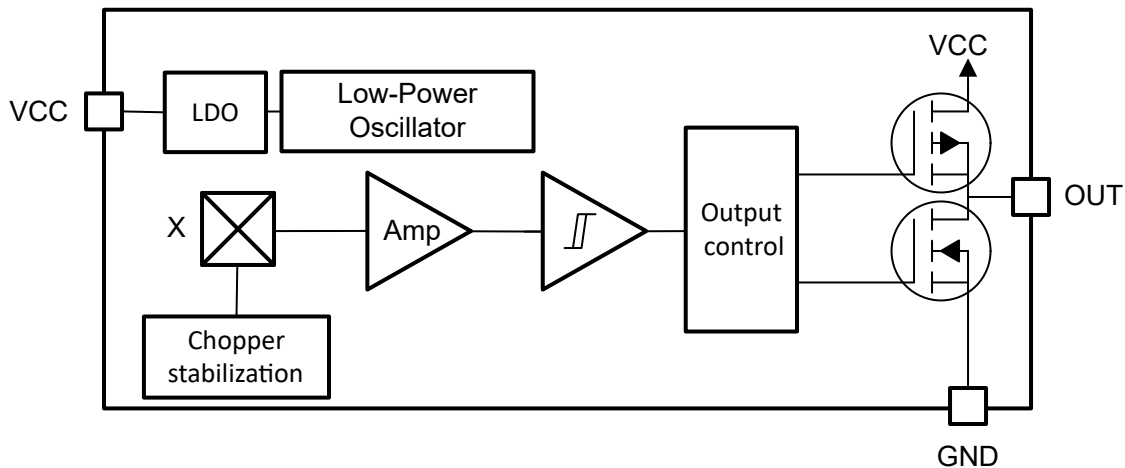 VCC
VCC
LDO
Low-Power
Oscillator
X
Amp
Output
control
OUT
Chopper
stabilization
GND